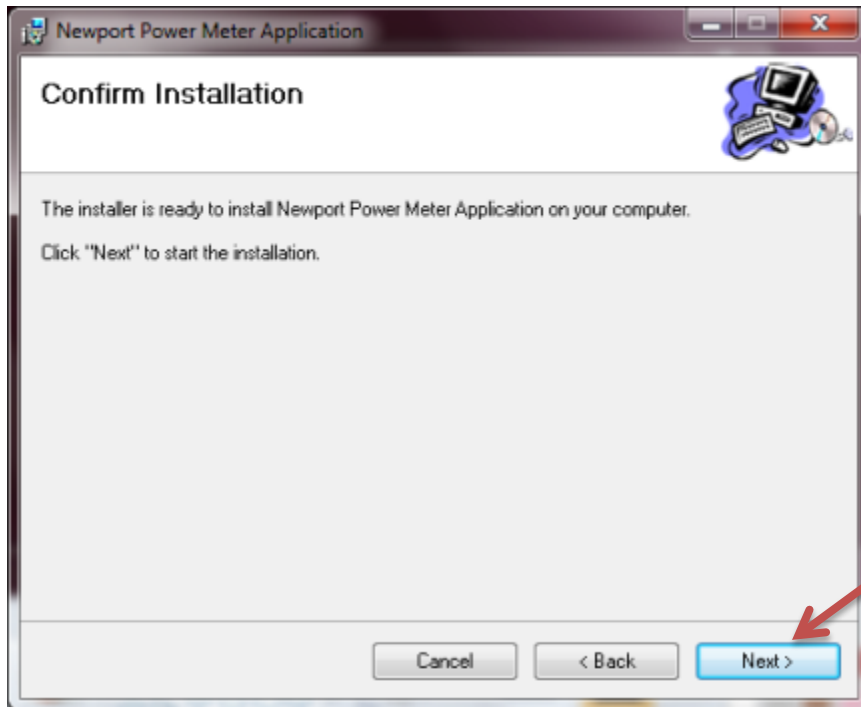 Newport Power Meter Application
Confirm Installation
The installer is ready to install Newport Power Meter Application on your computer.
Click "Next" to start the installation.
Cancel
< Back
Next >